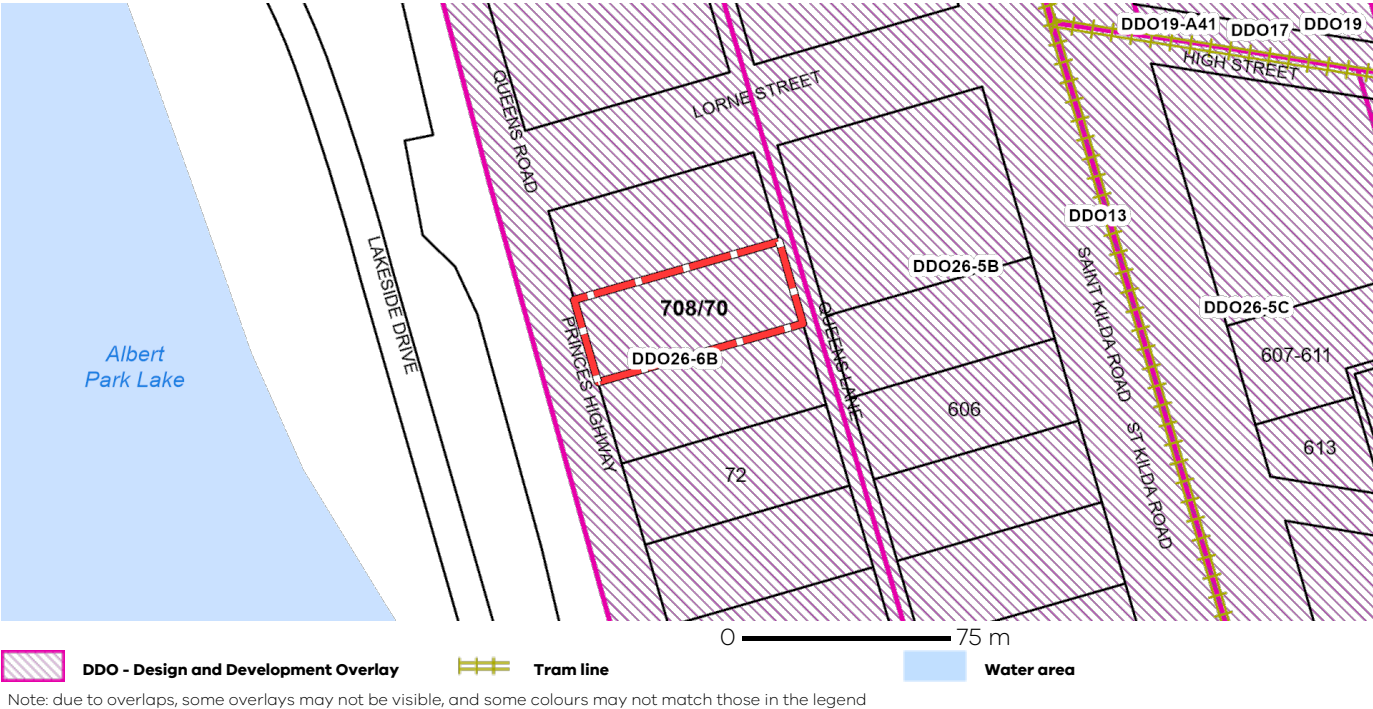 DDO19-A41
DDO17
DDO19
HIGH STREET
QUEENS ROAD
LORNE STREET
DDO13
LAKESIDE DRIVE
SAINT KILDA ROAD
DDO26-5B
708/70
QUEENS LANE
DDO26-5C
PRINCES HIGHWAY
DDO26-6B
Albert
Park Lake
607-611
606
ST KILDA ROAD
613
72
0 75 m
DDO - Design and Development Overlay
Tram line
Water area
Note: due to overlaps, some overlays may not be visible, and some colours may not match those in the legend